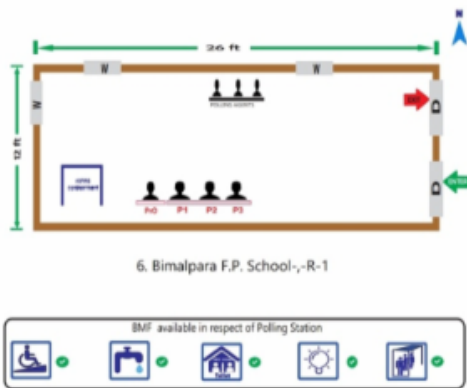 N
26 ft
W
W
W
12 ft
POLLING AGENTS
EXIT
D
D
ENTER
PrO
P1
P2
P3
6. Bimalpara F.P. School-,-R-1
BMF available in respect of Polling Station